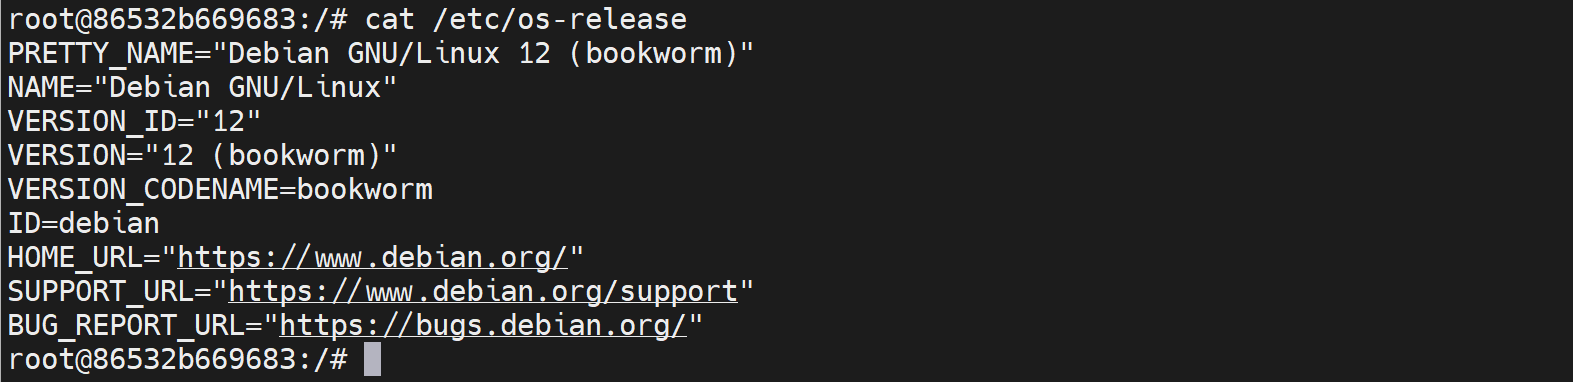 root@86532b669683:/# cat /etc/os-release
PRETTY_NAME="Debian GNU/Linux 12 (bookworm)"
NAME="Debian GNU/Linux"
VERSION_ID="12"
VERSION="12 (bookworm)"
VERSION_CODENAME=bookworm
ID=debian
HOME_URL="https://www.debian.org/"
SUPPORT_URL="https://www.debian.org/support"
BUG_REPORT_URL="https://bugs.debian.org/"
root@86532b669683:/#